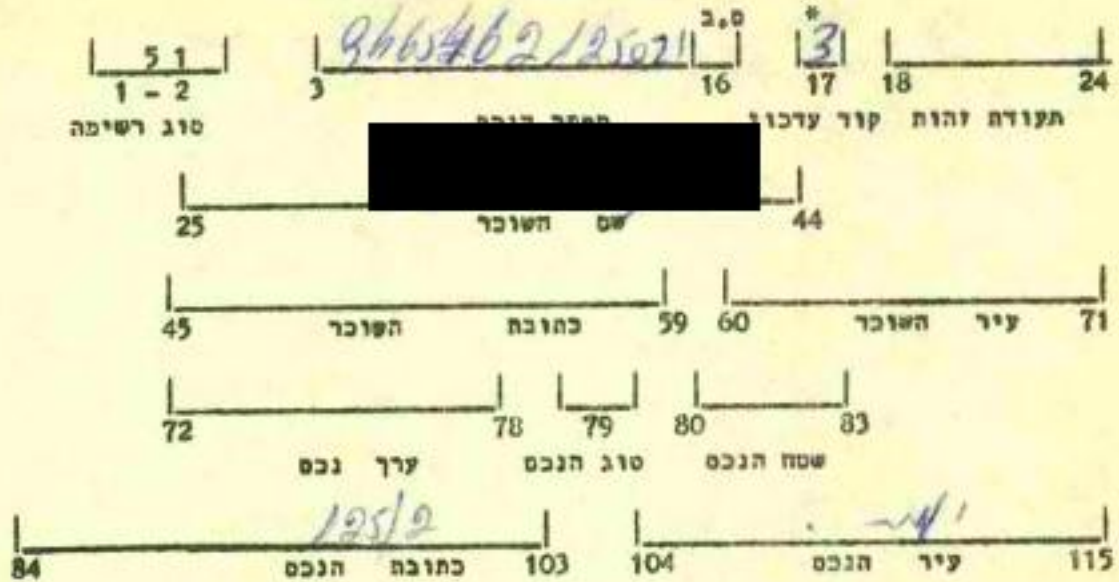 51 ס.ב * 3
1 - 2 3 16 17 18 24
סוג רשימה קוד עדכון תעודת זהות
25 שם השוכר 44
45 כתובת השוכר 59 60 עיר השוכר 71
72 78 79 80 83
ערך נכס סוג הנכס שטח הנכס
125/2
84 כתובת הנכס 103 104 עיר הנכס 115